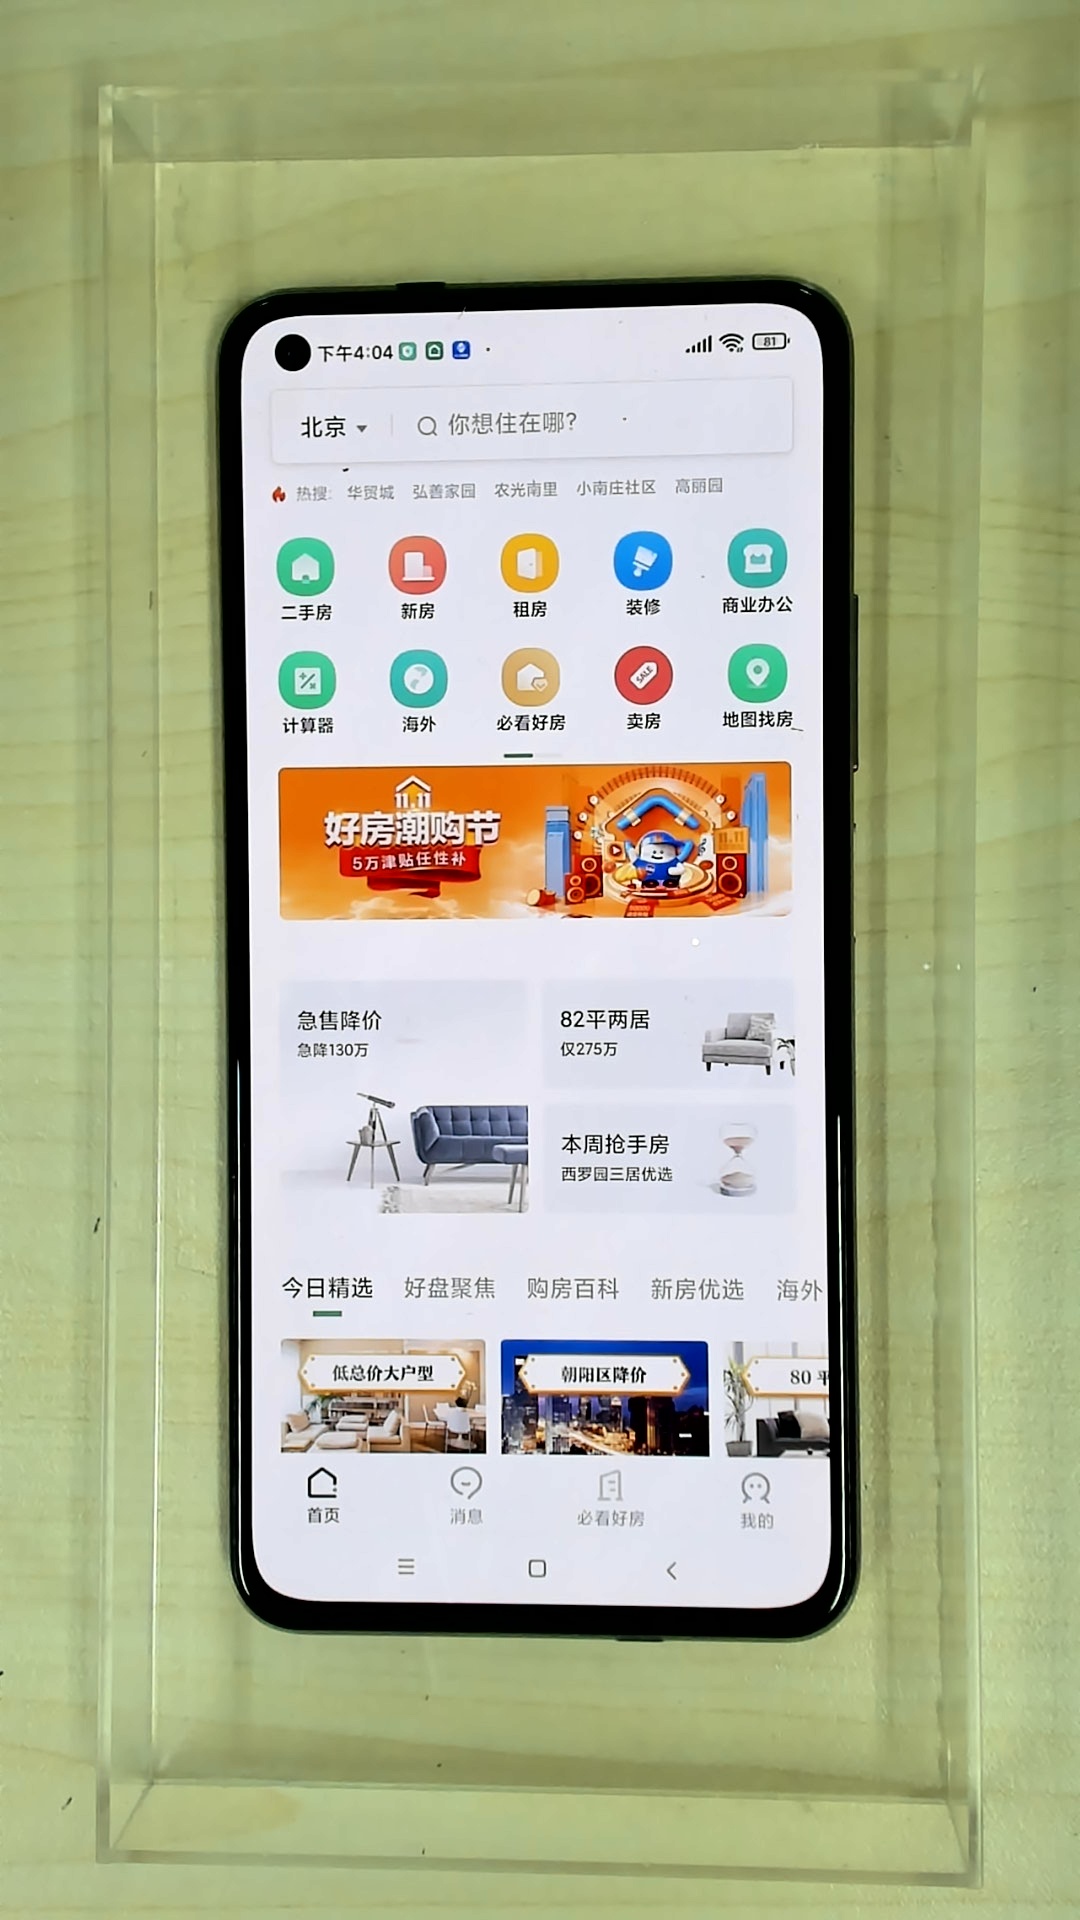 下午4:04
81
北京
你想住在哪?
热搜: 华贸城 弘善家园 农光南里 小南庄社区 高丽园
二手房 新房 租房 装修 商业办公
SALE
计算器 海外 必看好房 卖房 地图找房
11.11
好房潮购节
5万津贴任性补
11.11
急售降价
急降130万
82平两居
仅275万
本周抢手房
西罗园三居优选
今日精选 好盘聚焦 购房百科 新房优选 海外
低总价大户型
朝阳区降价
80 平
首页 消息 必看好房 我的